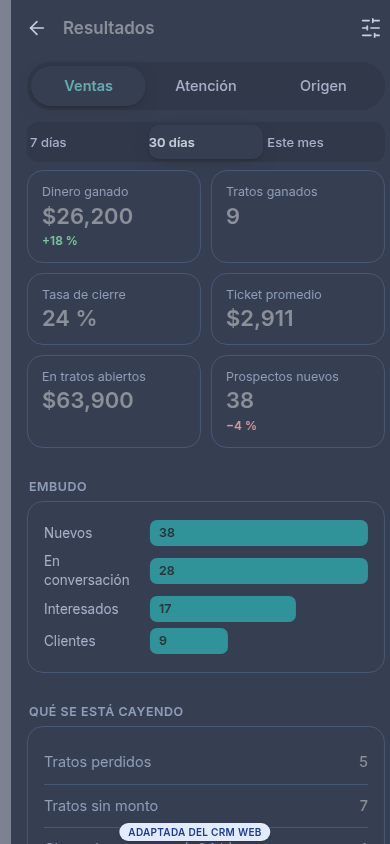 Resultados
Ventas
Atención
Origen
7 días
30 días
Este mes
Dinero ganado
$26,200
+18 %
Tratos ganados
9
Tasa de cierre
24 %
Ticket promedio
$2,911
En tratos abiertos
$63,900
Prospectos nuevos
38
−4 %
EMBUDO
Nuevos
38
En
conversación
28
Interesados
17
Clientes
9
QUÉ SE ESTÁ CAYENDO
Tratos perdidos
5
Tratos sin monto
7
ADAPTADA DEL CRM WEB